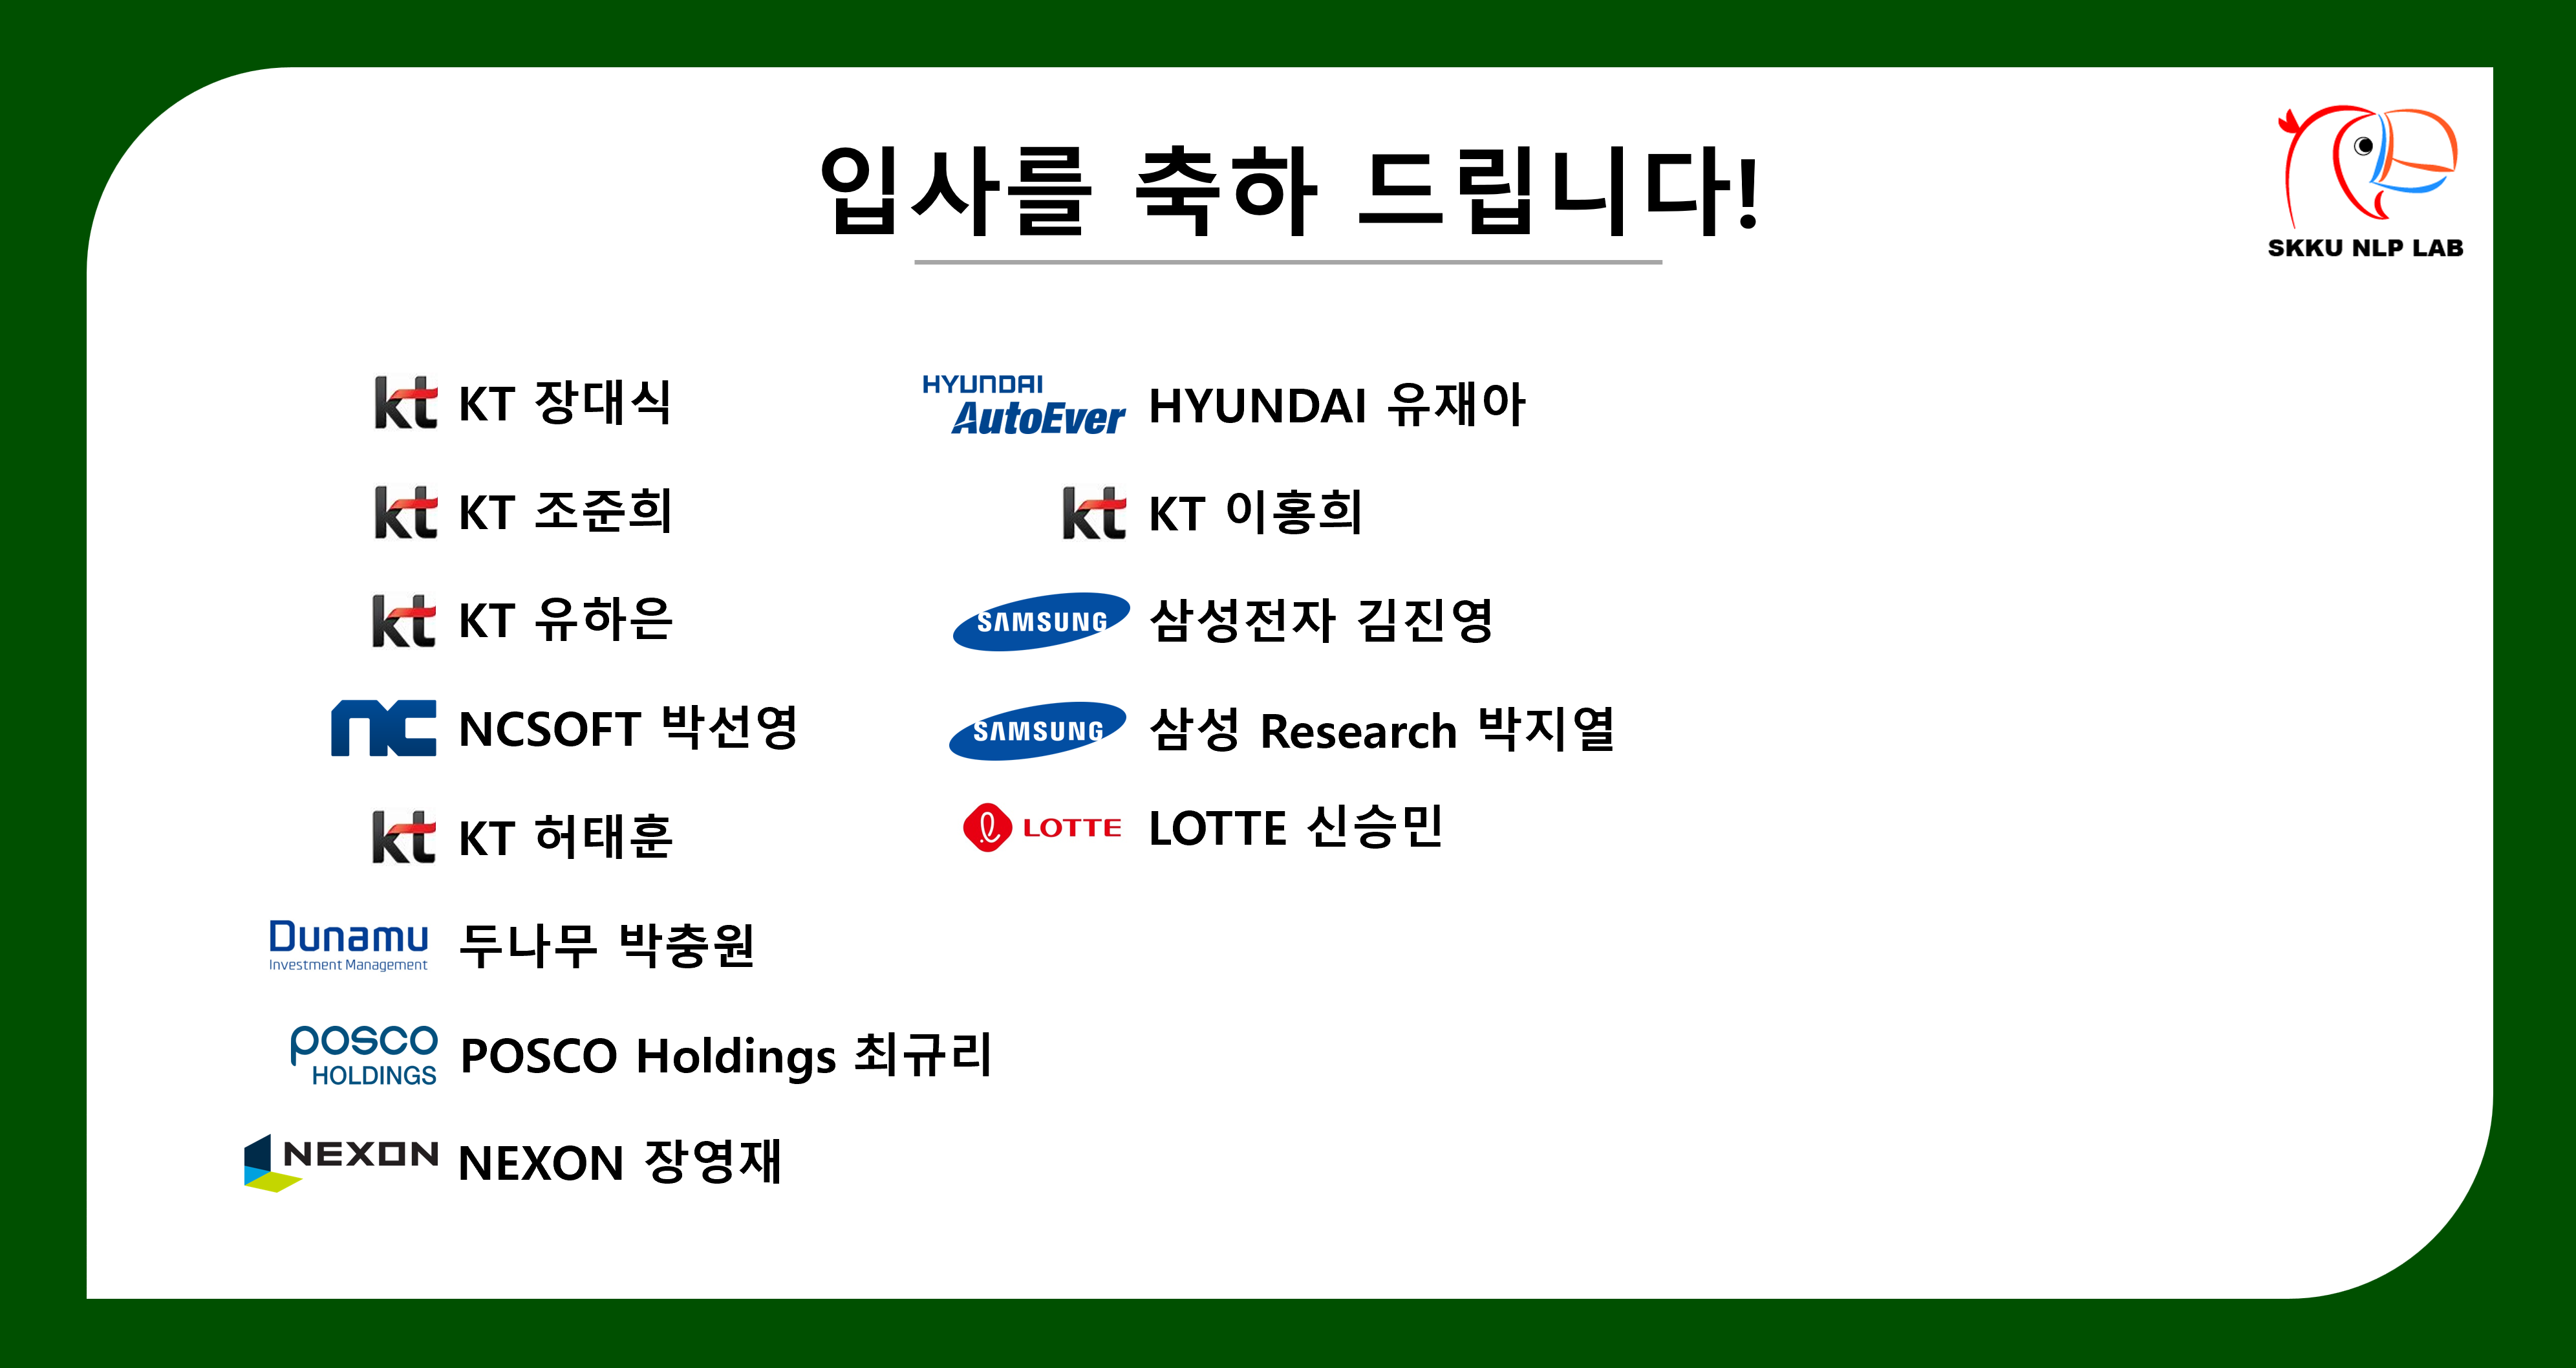 입사를 축하 드립니다!
SKKU NLP LAB
kt KT 장대식
kt KT 조준희
kt KT 유하은
nc NCSOFT 박선영
kt KT 허태훈
Dunamu
Investment Management
두나무 박충원
posco
HOLDINGS
POSCO Holdings 최규리
NEXON NEXON 장영재
HYUNDAI
AutoEver
HYUNDAI 유재아
kt KT 이홍희
SAMSUNG 삼성전자 김진영
SAMSUNG 삼성 Research 박지열
LOTTE LOTTE 신승민